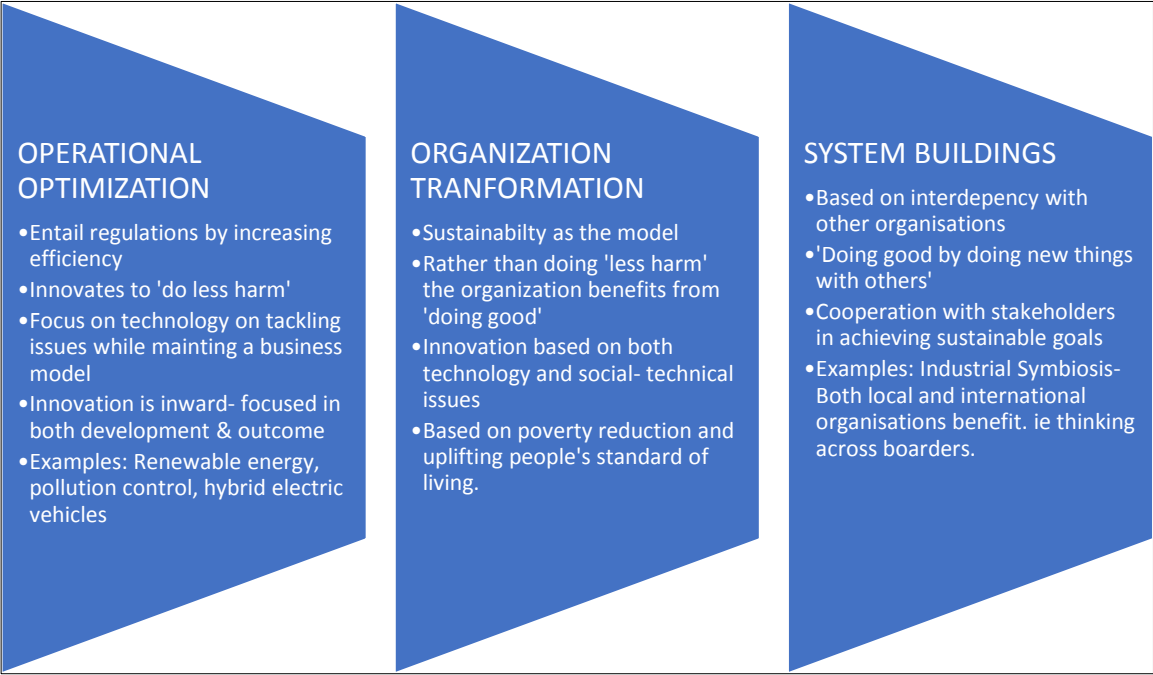 OPERATIONAL
OPTIMIZATION
•Entail regulations by increasing
efficiency
•Innovates to 'do less harm'
•Focus on technology on tackling
issues while mainting a business
model
•Innovation is inward- focused in
both development & outcome
•Examples: Renewable energy,
pollution control, hybrid electric
vehicles
ORGANIZATION
TRANFORMATION
•Sustainabilty as the model
•Rather than doing 'less harm'
the organization benefits from
'doing good'
•Innovation based on both
technology and social- technical
issues
•Based on poverty reduction and
uplifting people's standard of
living.
SYSTEM BUILDINGS
•Based on interdepency with
other organisations
•'Doing good by doing new things
with others'
•Cooperation with stakeholders
in achieving sustainable goals
•Examples: Industrial Symbiosis-
Both local and international
organisations benefit. ie thinking
across boarders.